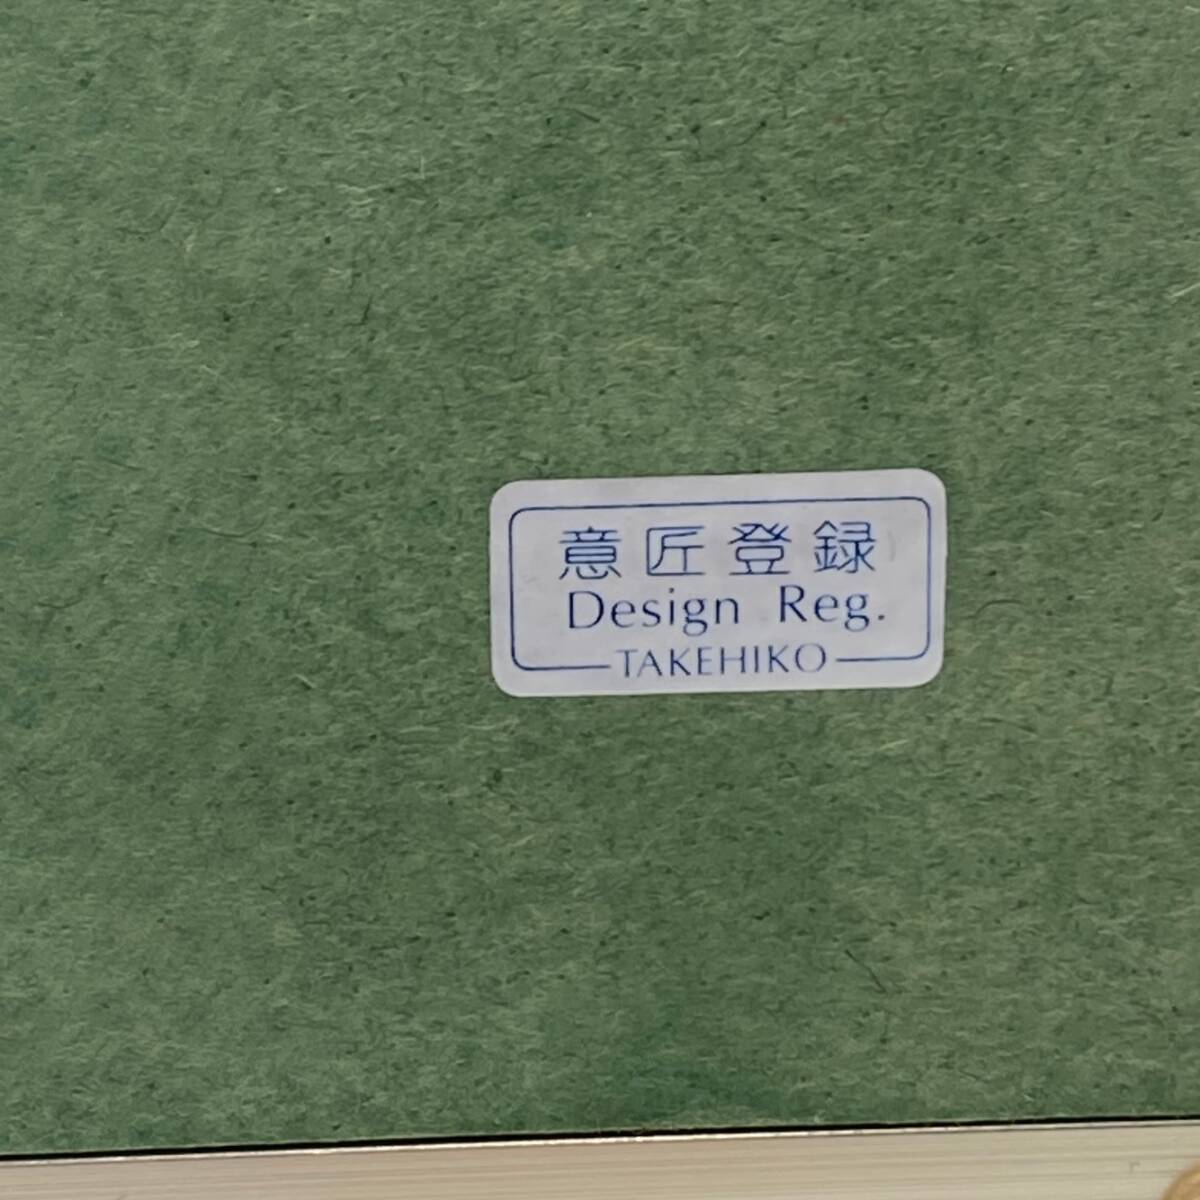 意匠登録
Design Reg.
TAKEHIKO